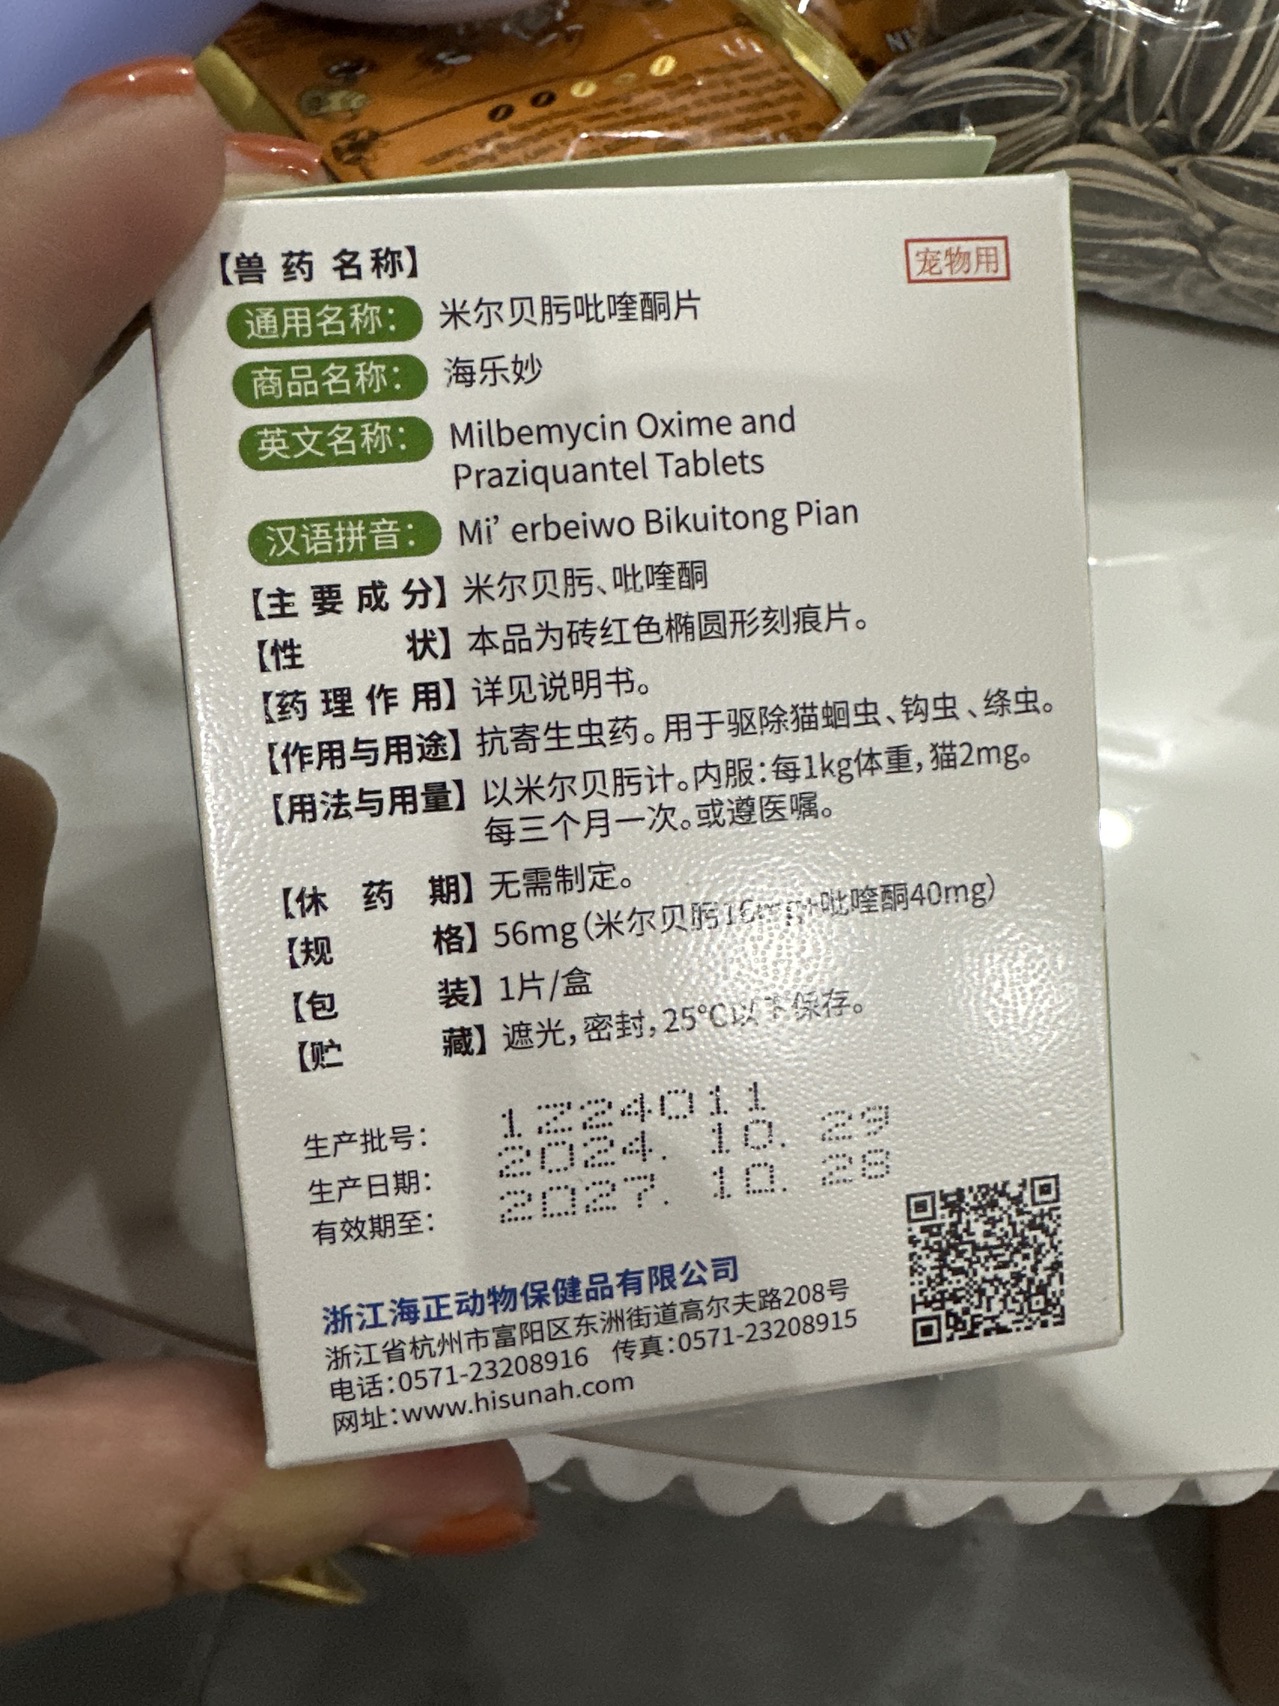 【兽药名称】
宠物用
通用名称： 米尔贝肟吡喹酮片
商品名称： 海乐妙
英文名称： Milbemycin Oxime and
Praziquantel Tablets
汉语拼音： Mi’erbeiwo Bikuitong Pian
【主要成分】米尔贝肟、吡喹酮
【性状】本品为砖红色椭圆形刻痕片。
【药理作用】详见说明书。
【作用与用途】抗寄生虫药。用于驱除猫蛔虫、钩虫、绦虫。
【用法与用量】以米尔贝肟计。内服：每1kg体重，猫2mg。
每三个月一次。或遵医嘱。
【休药期】无需制定。
【规格】56mg（米尔贝肟16mg+吡喹酮40mg）
【包装】1片/盒
【贮藏】遮光，密封，25℃以下保存。
生产批号： 1Z24011
生产日期： 2024. 10. 29
有效期至： 2027. 10. 28
浙江海正动物保健品有限公司
浙江省杭州市富阳区东洲街道高尔夫路208号
电话：0571-23208916 传真：0571-23208915
网址：www.hisunah.com